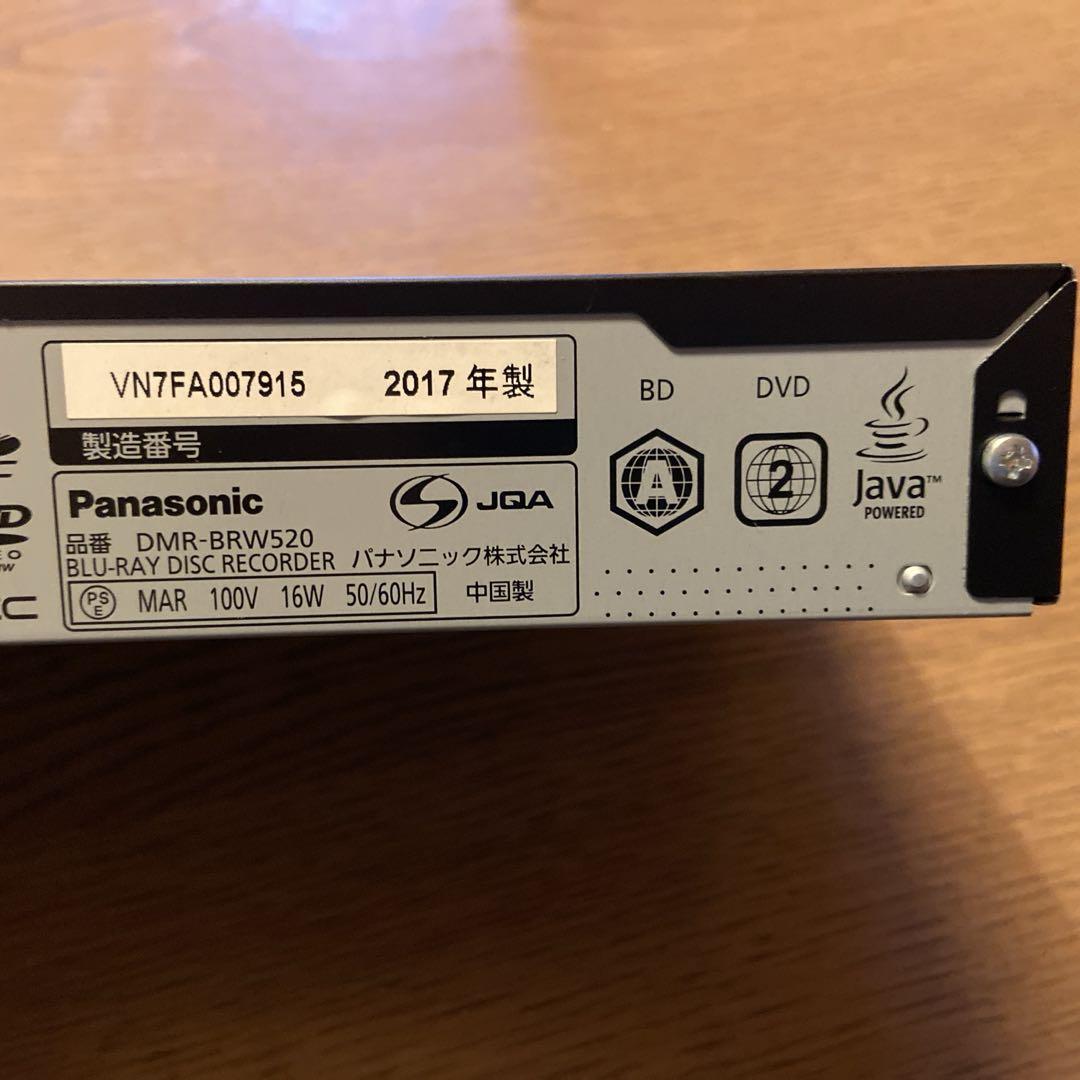 VN7FA007915 2017 年製
製造番号
Panasonic JQA
品番 DMR-BRW520
BLU-RAY DISC RECORDER パナソニック株式会社
PS E MAR 100V 16W 50/60Hz 中国製
BD DVD
A 2
Java™
POWERED